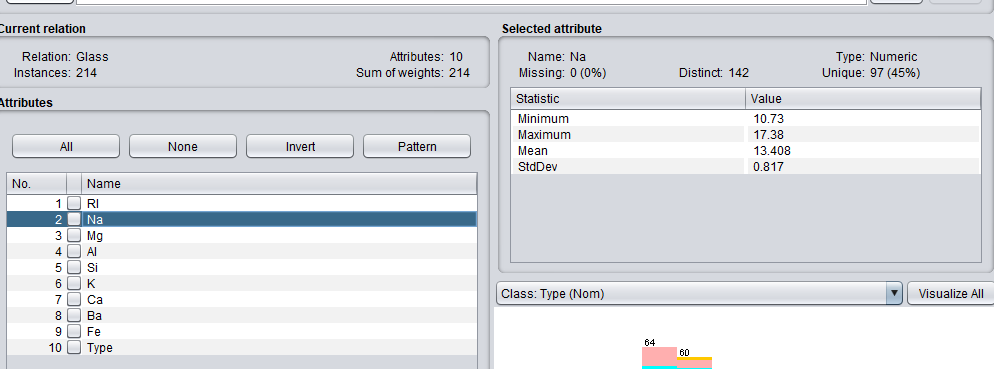 Current relation
Relation: Glass Attributes: 10
Instances: 214 Sum of weights: 214
Attributes
All None Invert Pattern
No. Name
1 RI
2 Na
3 Mg
4 Al
5 Si
6 K
7 Ca
8 Ba
9 Fe
10 Type
Selected attribute
Name: Na Type: Numeric
Missing: 0 (0%) Distinct: 142 Unique: 97 (45%)
Statistic Value
Minimum 10.73
Maximum 17.38
Mean 13.408
StdDev 0.817
Class: Type (Nom) Visualize All
64
60